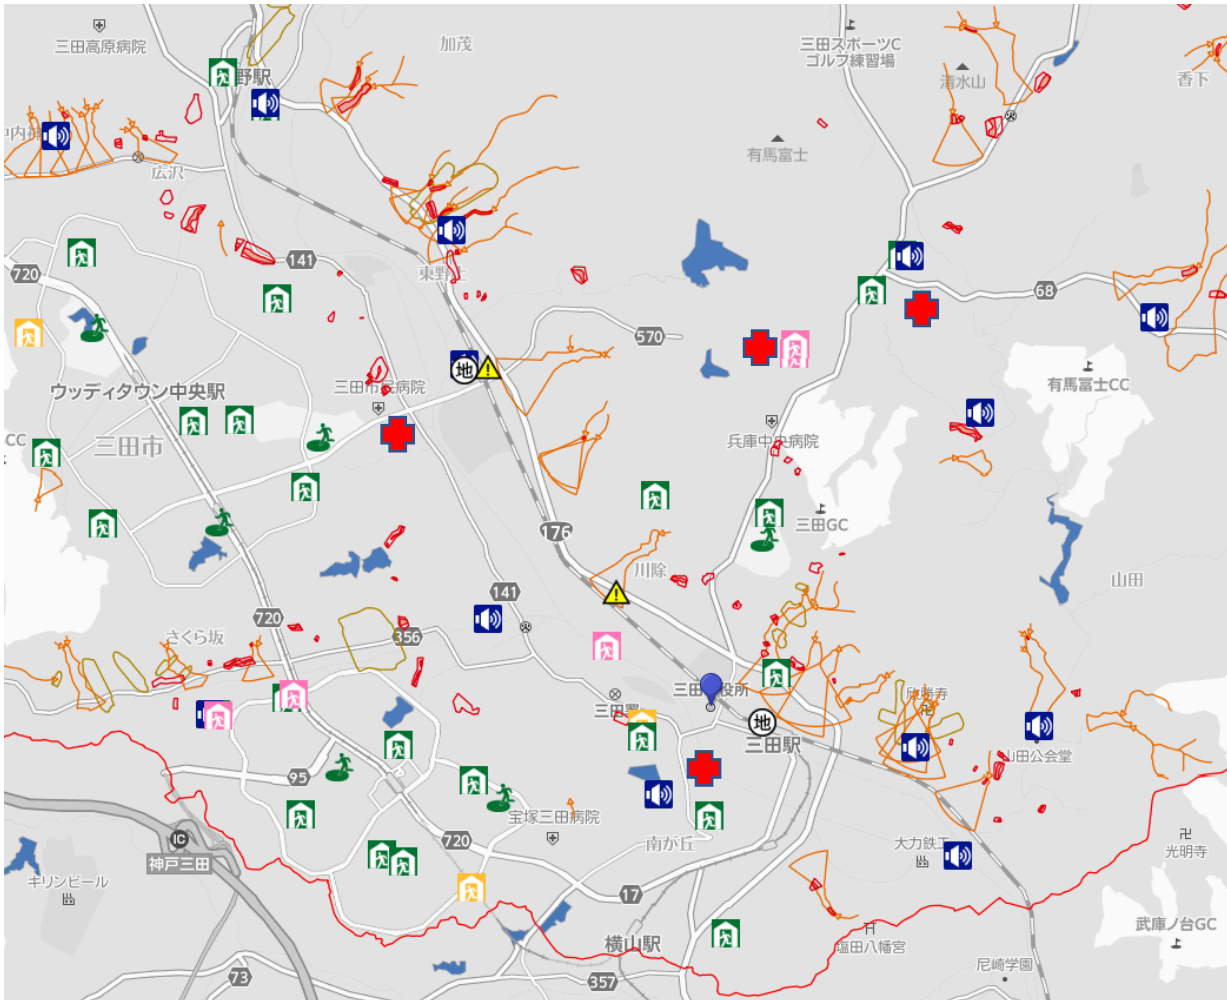 三田高原病院
加茂
三田スポーツC
ゴルフ練習場
清水山
香下
野駅
中内神
有馬富士
広沢
141
720
東野上
68
570
ウッディタウン中央駅
三田市民病院
有馬富士CC
地
CC
三田市
兵庫中央病院
三田GC
176
川除
山田
141
720
356
さくら坂
三田市役所
欣勝寺
三田署
地
三田駅
山田公会堂
95
宝塚三田病院
IC
神戸三田
720
南が丘
大力鉄工
光明寺
キリンビール
17
武庫ノ台GC
横山駅
塩田八幡宮
73
357
尼崎学園